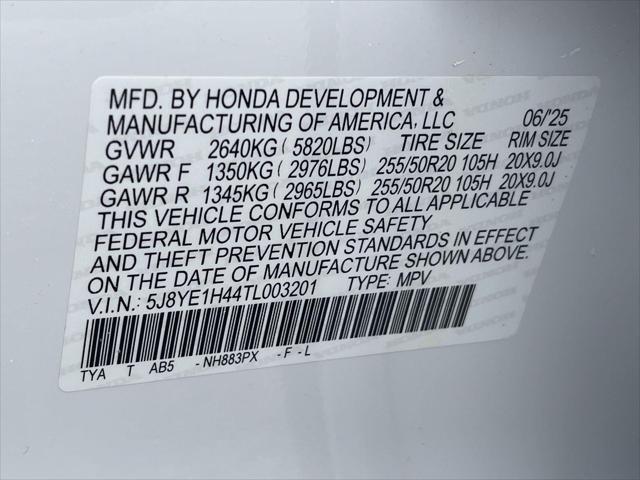 MFD. BY HONDA DEVELOPMENT &
MANUFACTURING OF AMERICA, LLC 06/'25
GVWR 2640KG ( 5820LBS) TIRE SIZE RIM SIZE
GAWR F 1350KG ( 2976LBS) 255/50R20 105H 20X9.0J
GAWR R 1345KG ( 2965LBS) 255/50R20 105H 20X9.0J
THIS VEHICLE CONFORMS TO ALL APPLICABLE
FEDERAL MOTOR VEHICLE SAFETY
AND THEFT PREVENTION STANDARDS IN EFFECT
ON THE DATE OF MANUFACTURE SHOWN ABOVE.
V.I.N.: 5J8YE1H44TL003201 TYPE: MPV
TYA T AB5 - NH883PX - F - L